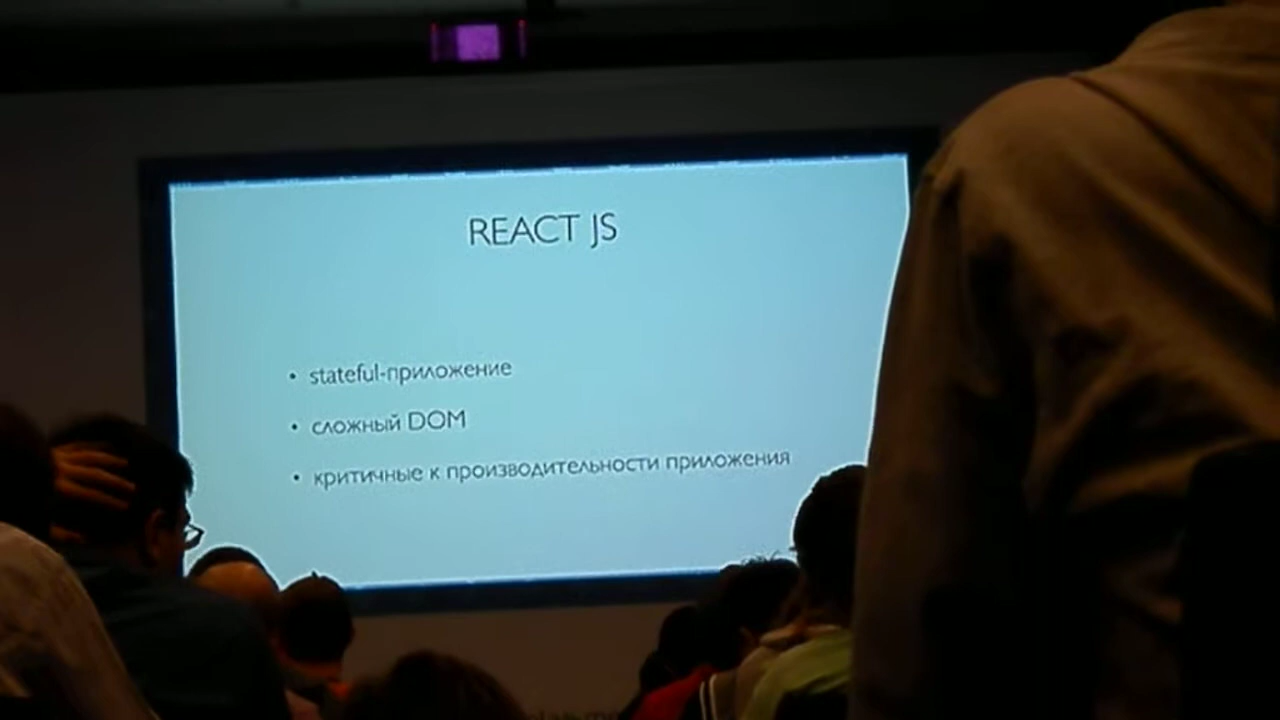 REACT JS
• stateful-приложение
• сложный DOM
• критичные к производительности приложения